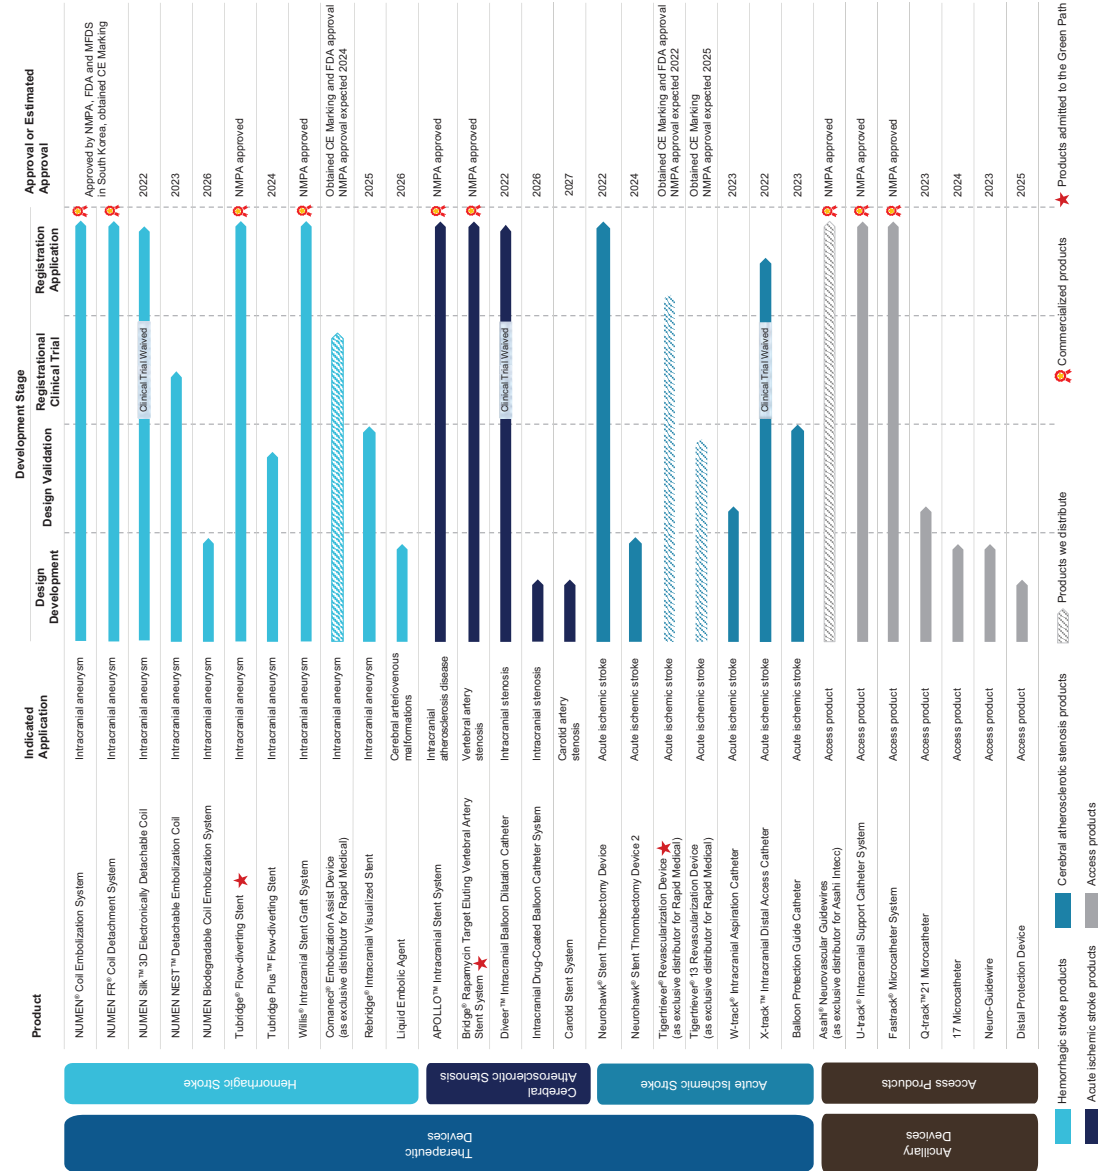 Product
Indicated
Application
Development Stage
Design
Development
Design Validation
Registrational
Clinical Trial
Registration
Application
Approval or Estimated
Approval
Therapeutic
Devices
Hemorrhagic Stroke
NUMEN® Coil Embolization System
Intracranial aneurysm
Approved by NMPA, FDA and MFDS
in South Korea, obtained CE Marking
NUMEN FR® Coil Detachment System
Intracranial aneurysm
NUMEN Silk™ 3D Electronically Detachable Coil
Intracranial aneurysm
Clinical Trial Waived
2022
NUMEN NEST™ Detachable Embolization Coil
Intracranial aneurysm
2023
NUMEN Biodegradable Coil Embolization System
Intracranial aneurysm
2026
Tubridge® Flow-diverting Stent
Intracranial aneurysm
NMPA approved
Tubridge Plus™ Flow-diverting Stent
Intracranial aneurysm
2024
Willis® Intracranial Stent Graft System
Intracranial aneurysm
NMPA approved
Comaneci® Embolization Assist Device
(as exclusive distributor for Rapid Medical)
Intracranial aneurysm
Obtained CE Marking and FDA approval
NMPA approval expected 2024
Rebridge® Intracranial Visualized Stent
Intracranial aneurysm
2025
Liquid Embolic Agent
Cerebral arteriovenous
malformations
2026
Cerebral
Atherosclerotic Stenosis
APOLLO™ Intracranial Stent System
Intracranial
atherosclerosis disease
NMPA approved
Bridge® Rapamycin Target Eluting Vertebral Artery
Stent System
Vertebral artery
stenosis
NMPA approved
Diveer™ Intracranial Balloon Dilatation Catheter
Intracranial stenosis
Clinical Trial Waived
2022
Intracranial Drug-Coated Balloon Catheter System
Intracranial stenosis
2026
Carotid Stent System
Carotid artery
stenosis
2027
Acute Ischemic Stroke
Neurohawk® Stent Thrombectomy Device
Acute ischemic stroke
2022
Neurohawk® Stent Thrombectomy Device 2
Acute ischemic stroke
2024
Tigertriever® Revascularization Device
(as exclusive distributor for Rapid Medical)
Acute ischemic stroke
Obtained CE Marking and FDA approval
NMPA approval expected 2022
Tigertriever® 13 Revascularization Device
(as exclusive distributor for Rapid Medical)
Acute ischemic stroke
Obtained CE Marking
NMPA approval expected 2025
W-track® Intracranial Aspiration Catheter
Acute ischemic stroke
2023
X-track™ Intracranial Distal Access Catheter
Acute ischemic stroke
Clinical Trial Waived
2022
Balloon Protection Guide Catheter
Acute ischemic stroke
2023
Ancillary
Devices
Access Products
Asahi® Neurovascular Guidewires
(as exclusive distributor for Asahi Intecc)
Access product
NMPA approved
U-track® Intracranial Support Catheter System
Access product
NMPA approved
Fastrack® Microcatheter System
Access product
NMPA approved
Q-track™ 21 Microcatheter
Access product
2023
17 Microcatheter
Access product
2024
Neuro-Guidewire
Access product
2023
Distal Protection Device
Access product
2025
Hemorrhagic stroke products
Cerebral atherosclerotic stenosis products
Products we distribute
Commercialized products
Products admitted to the Green Path
Acute ischemic stroke products
Access products